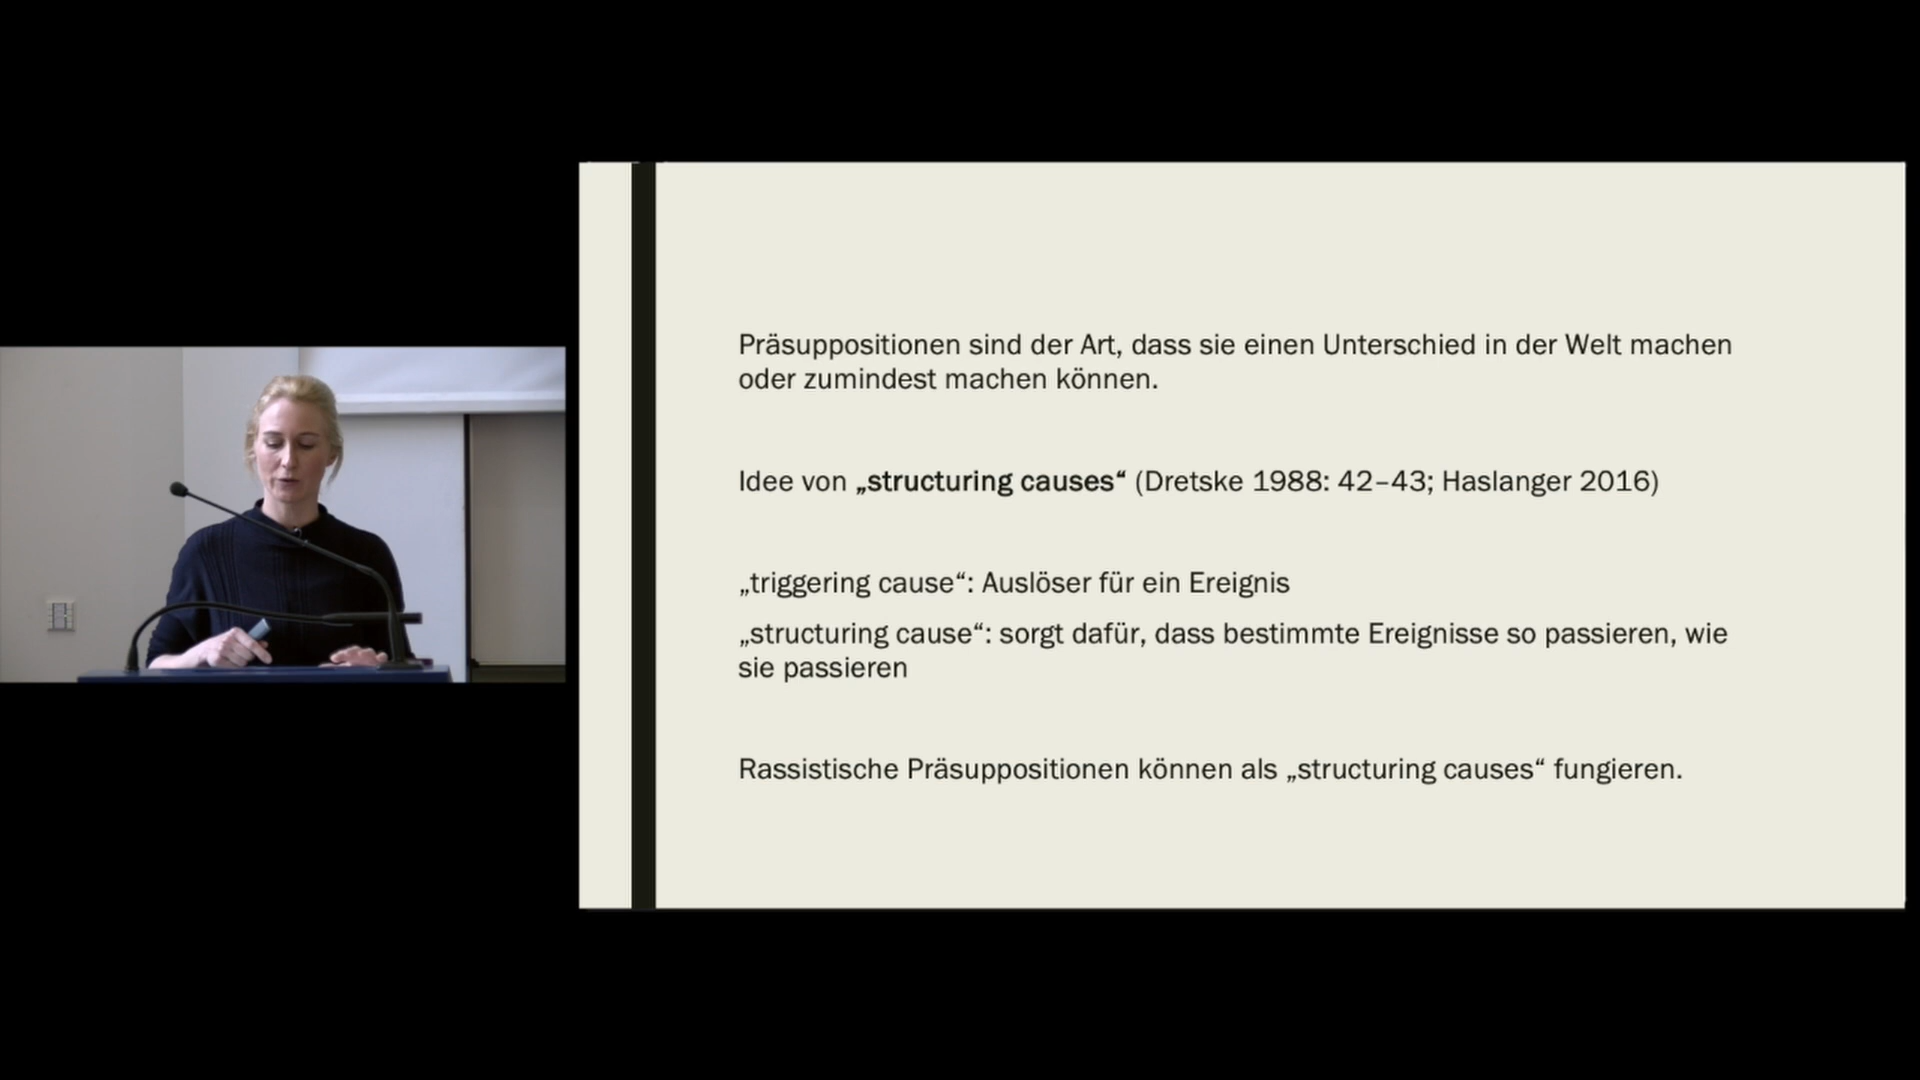 Präsuppositionen sind der Art, dass sie einen Unterschied in der Welt machen
oder zumindest machen können.
Idee von „structuring causes“ (Dretske 1988: 42–43; Haslanger 2016)
„triggering cause“: Auslöser für ein Ereignis
„structuring cause“: sorgt dafür, dass bestimmte Ereignisse so passieren, wie
sie passieren
Rassistische Präsuppositionen können als „structuring causes“ fungieren.